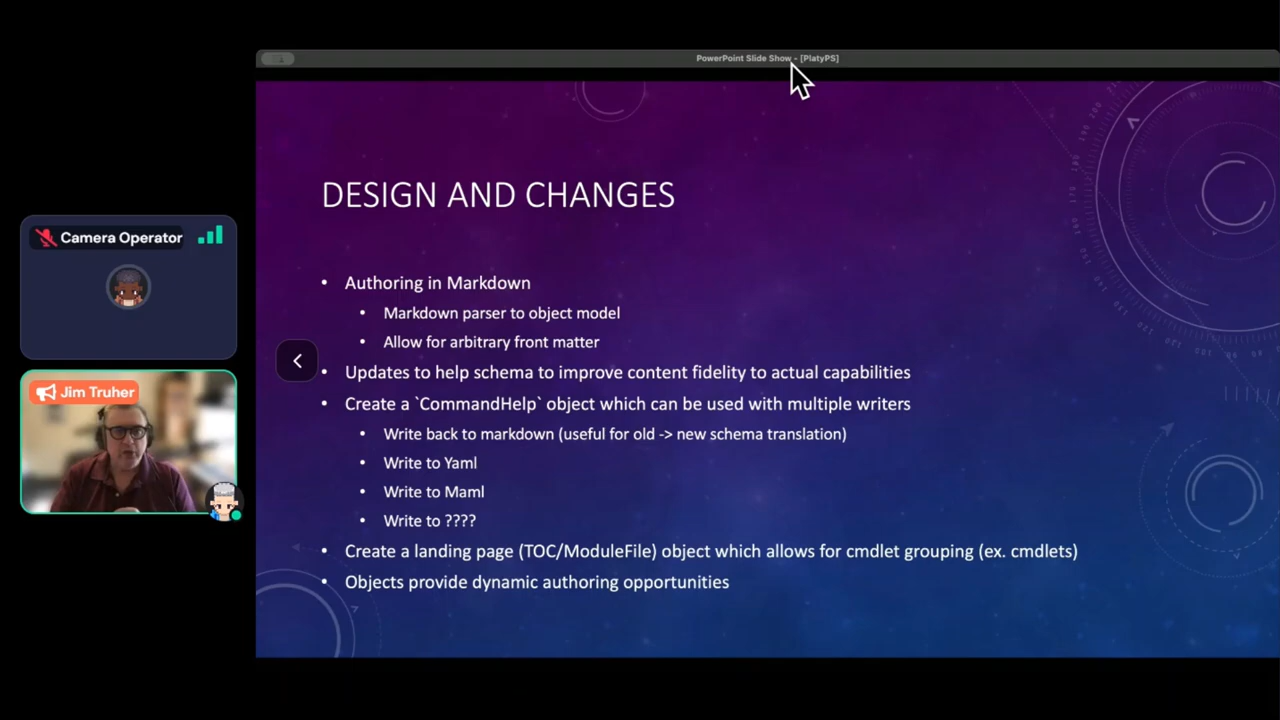 PowerPoint Slide Show - [PlatyPS]
Camera Operator
Jim Truher
DESIGN AND CHANGES
• Authoring in Markdown
• Markdown parser to object model
• Allow for arbitrary front matter
• Updates to help schema to improve content fidelity to actual capabilities
• Create a `CommandHelp` object which can be used with multiple writers
• Write back to markdown (useful for old -> new schema translation)
• Write to Yaml
• Write to Maml
• Write to ????
• Create a landing page (TOC/ModuleFile) object which allows for cmdlet grouping (ex. cmdlets)
• Objects provide dynamic authoring opportunities